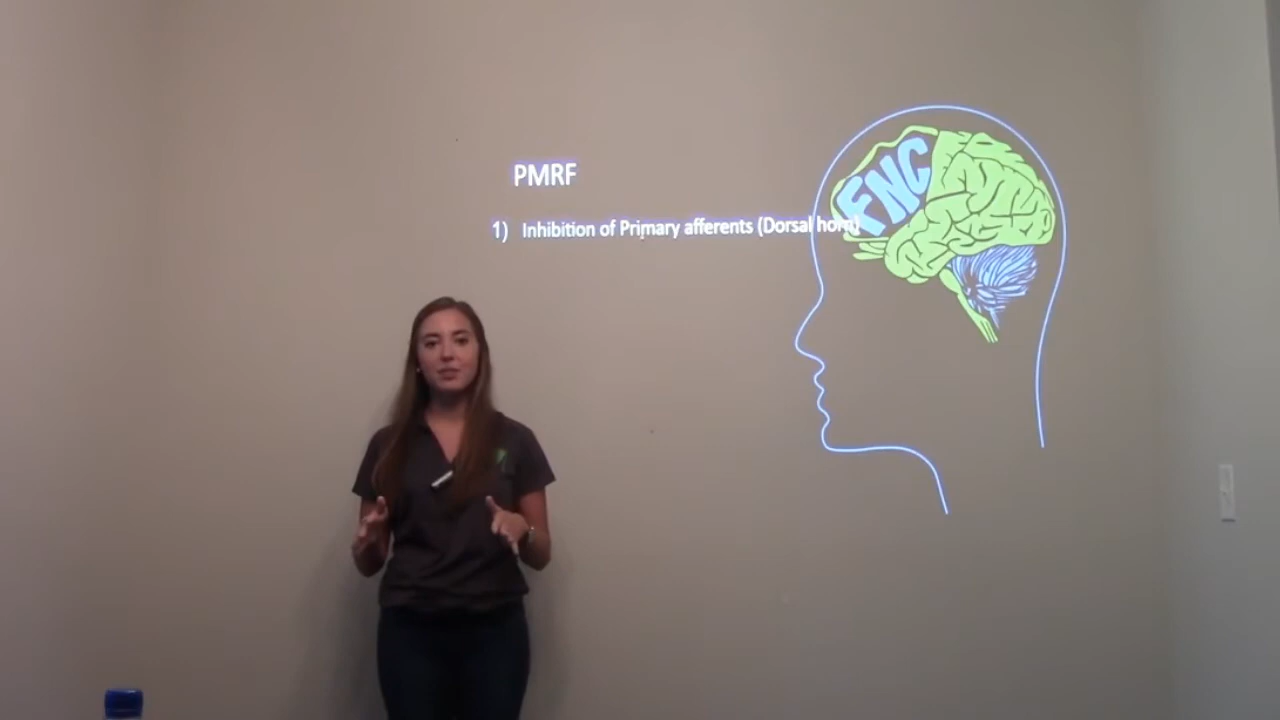 PMRF
FNC
1) Inhibition of Primary afferents (Dorsal horn)